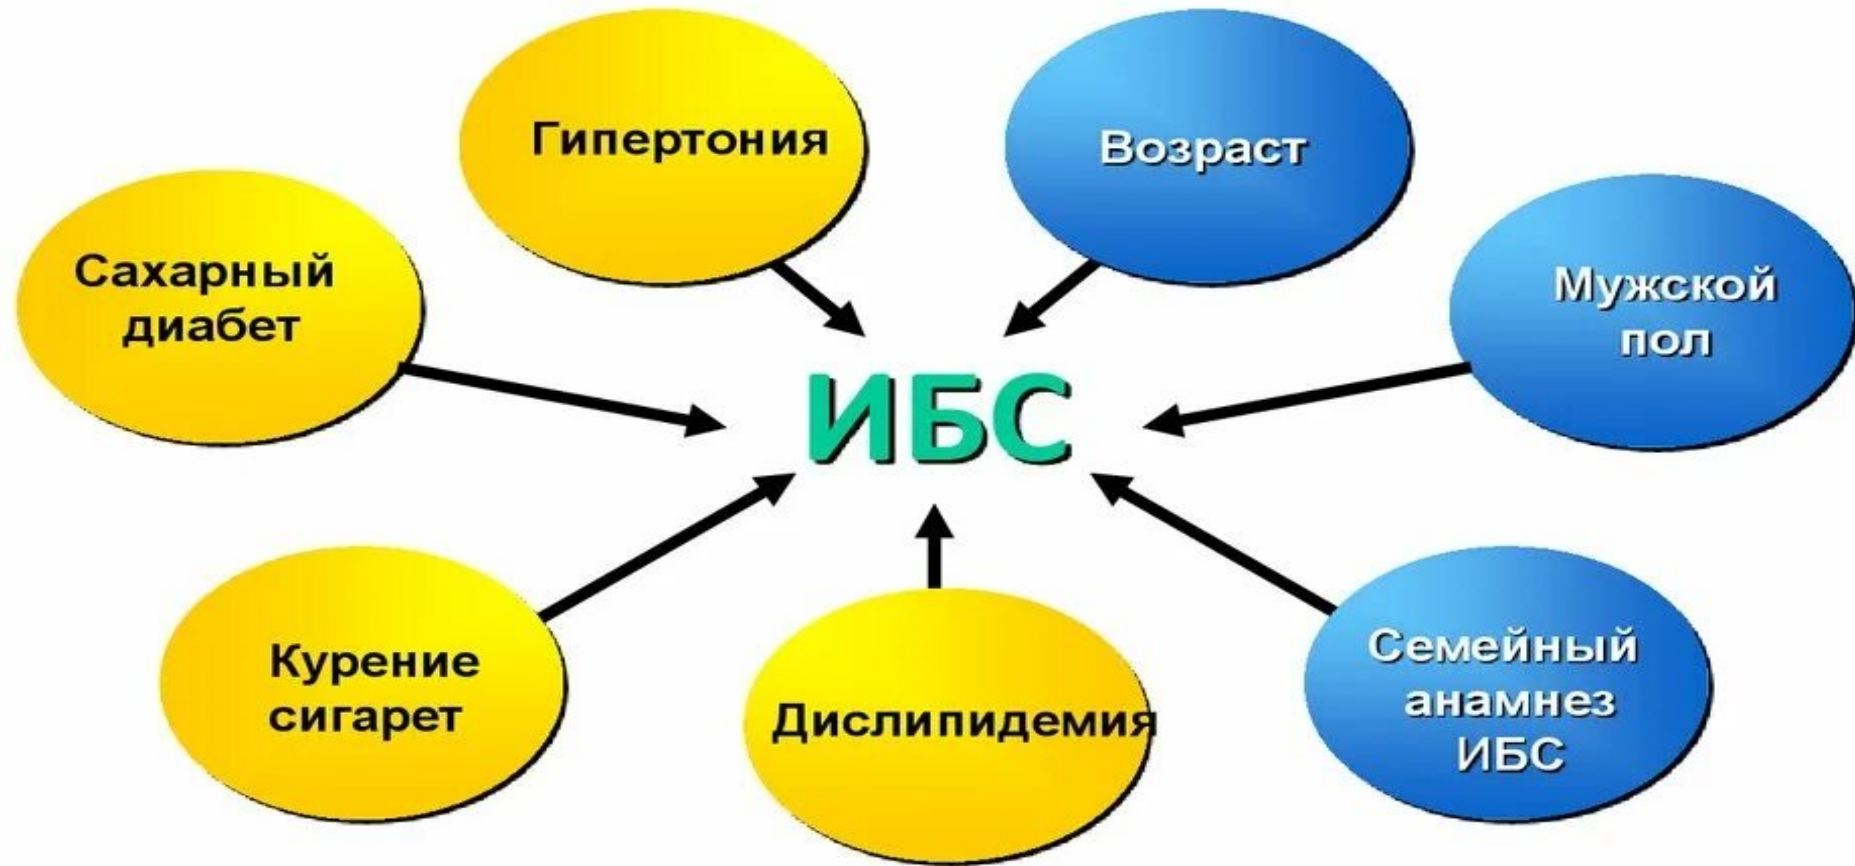 Гипертония
Возраст
Сахарный
диабет
Мужской
пол
ИБС
Курение
сигарет
Дислипидемия
Семейный
анамнез
ИБС